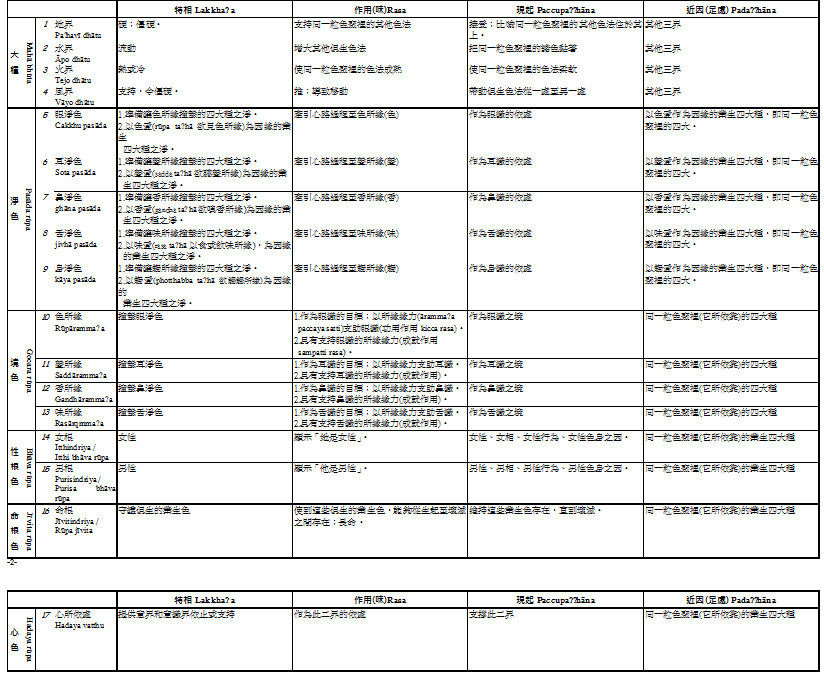 特相 Lakkha?a 作用(味)Rasa 現起 Paccupa??hāna 近因(足處) Pada??hāna
大種 Mahā bhūta
1 地界 硬；僵硬。 支持同一粒色聚裡的其他色法 接受；比喻同一粒色聚裡的其他色法住於其上。 其他三界
Pa?havī dhātu
2 水界 流動 增大其他俱生色法 把同一粒色聚裡的諸色黏著 其他三界
Āpo dhātu
3 火界 熱或冷 使同一粒色聚裡的色法成熟 使同一粒色聚裡的色法柔軟 其他三界
Tejo dhātu
4 風界 支持，令僵硬。 推；導致移動 帶動俱生色法從一處至另一處 其他三界
Vāyo dhātu
淨色 Pasāda rūpa
5 眼淨色 1.準備讓色所緣撞擊的四大種之淨。 牽引心路過程至色所緣(色) 作為眼識的依處 以色愛作為因緣的業生四大種，即同一粒色聚裡的四大。
Cakkhu pasāda 2.以色愛(rūpa ta?hā 欲見色所緣)為因緣的業生
四大種之淨。
6 耳淨色 1.準備讓聲所緣撞擊的四大種之淨。 牽引心路過程至聲所緣(聲) 作為耳識的依處 以聲愛作為因緣的業生四大種，即同一粒色聚裡的四大。
Sota pasāda 2.以聲愛(sadda ta?hā 欲聽聲所緣)為因緣的業
生四大種之淨。
7 鼻淨色 1.準備讓香所緣撞擊的四大種之淨。 牽引心路過程至香所緣(香) 作為鼻識的依處 以香愛作為因緣的業生四大種，即同一粒色聚裡的四大。
ghāna pasāda 2.以香愛(gandha ta?hā 欲嗅香所緣)為因緣的業
生四大種之淨。
8 舌淨色 1.準備讓味所緣撞擊的四大種之淨。 牽引心路過程至味所緣(味) 作為舌識的依處 以味愛作為因緣的業生四大種，即同一粒色聚裡的四大。
jivhā pasāda 2.以味愛(rasa ta?hā 以食或飲味所緣)，為因緣
的業生四大種之淨。
9 身淨色 1.準備讓觸所緣撞擊的四大種之淨。 牽引心路過程至觸所緣(觸) 作為身識的依處 以觸愛作為因緣的業生四大種，即同一粒色聚裡的四大。
kāya pasāda 2.以觸愛(photthabba ta?hā 欲觸觸所緣)為因緣的
業生四大種之淨。
境色 Gocara rūpa
10 色所緣 撞擊眼淨色 1.作為眼識的目標；以所緣緣力(āramma?a 作為眼識之境 同一粒色聚裡(它所依靠)的四大種
Rūpāramma?a paccaya satti)支助眼識(功用作用 kicca rasa)。
2.具有支持眼識的所緣緣力(成就作用
sampatti rasa)。
11 聲所緣 撞擊耳淨色 1.作為耳識的目標；以所緣緣力支助耳識。 作為耳識之境 同一粒色聚裡(它所依靠)的四大種
Saddāramma?a 2.具有支持耳識的所緣緣力(成就作用)。
12 香所緣 撞擊鼻淨色 1.作為鼻識的目標；以所緣緣力支助鼻識。 作為鼻識之境 同一粒色聚裡(它所依靠)的四大種
Gandhāramma?a 2.具有支持鼻識的所緣緣力(成就作用)。
13 味所緣 撞擊舌淨色 1.作為舌識的目標；以所緣緣力支助舌識。 作為舌識之境 同一粒色聚裡(它所依靠)的四大種
Rasāramma?a 2.具有支持舌識的所緣緣力(成就作用)。
性根色 Bhāva rūpa
14 女根 女性 顯示「她是女性」。 女性、女相、女性行為、女性色身之因。 同一粒色聚裡(它所依靠)的業生四大種
Itthindriya /
Itthi bhāva rūpa
15 男根 男性 顯示「他是男性」。 男性、男相、男性行為、男性色身之因。 同一粒色聚裡(它所依靠)的業生四大種
Purisindriya /
Purisa bhāva
rūpa
命根色 Jīvita rūpa
16 命根 守護俱生的業生色 使到這些俱生的業生色，能夠從生起至壞滅之間存在；長命。 維持這些業生色存在，直到壞滅。 同一粒色聚裡(它所依靠)的業生四大種
Jīvitindriya /
Rūpa jīvita
-2-
特相 Lakkha?a 作用(味)Rasa 現起 Paccupa??hāna 近因(足處) Pada??hāna
心色 Hadaya rūpa
17 心所依處 提供意界和意識界依止或支持 作為此二界的依處 支撐此二界 同一粒色聚裡(它所依靠)的業生四大種
Hadaya vatthu